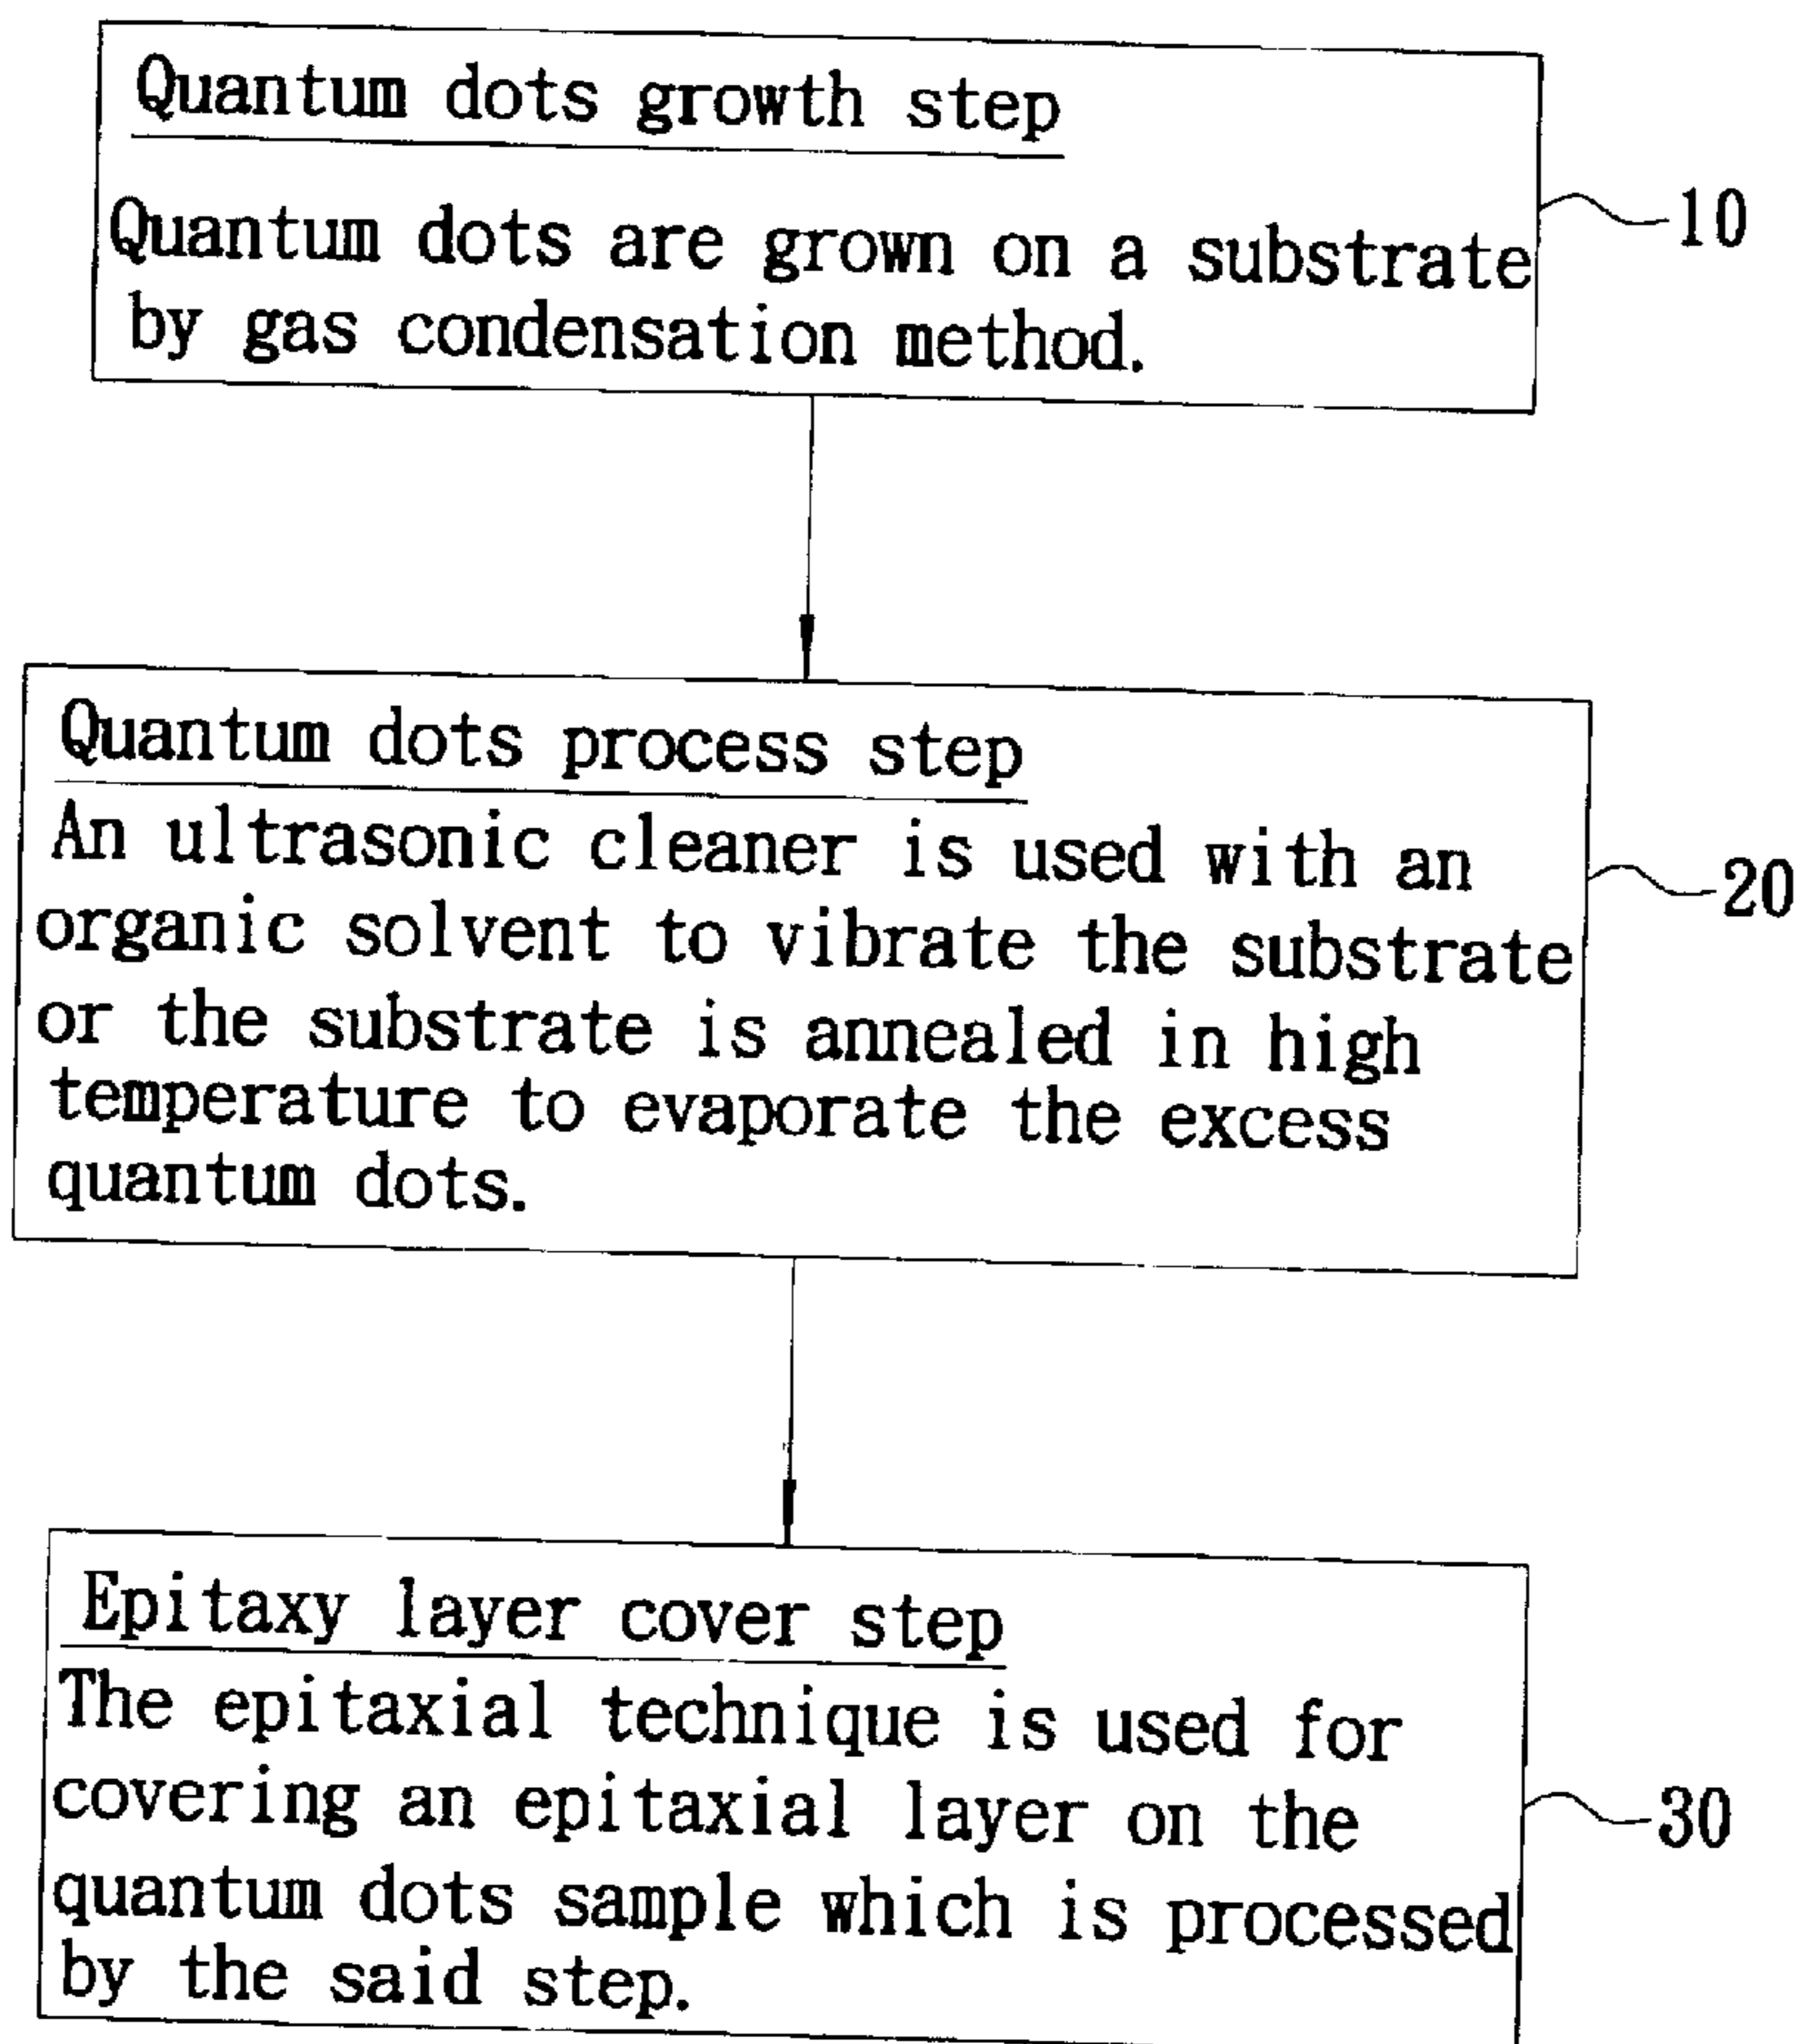 Quantum dots growth step
Quantum dots are grown on a substrate
by gas condensation method.
10
Quantum dots process step
An ultrasonic cleaner is used with an
organic solvent to vibrate the substrate
or the substrate is annealed in high
temperature to evaporate the excess
quantum dots.
20
Epitaxy layer cover step
The epitaxial technique is used for
covering an epitaxial layer on the
quantum dots sample which is processed
by the said step.
30